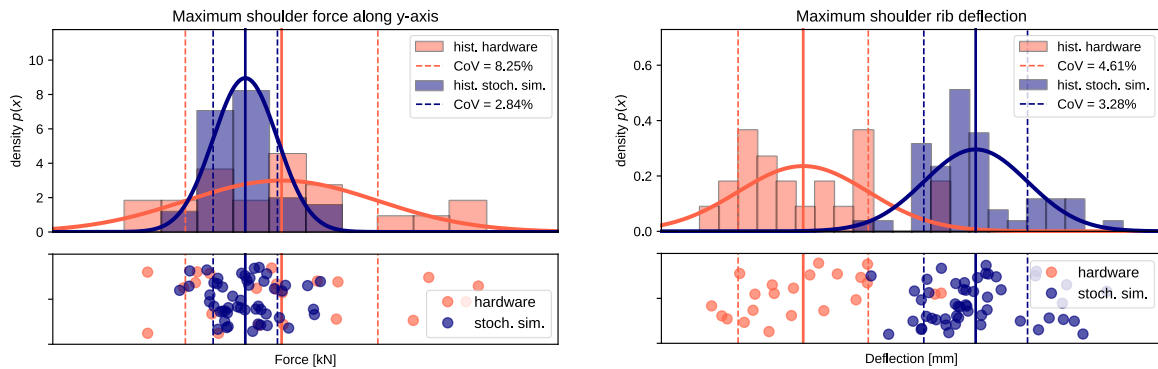 Maximum shoulder force along y-axis
density p(x)
10
8
6
4
2
0
hist. hardware
CoV = 8.25%
hist. stoch. sim.
CoV = 2.84%
hardware
stoch. sim.
Force [kN]
Maximum shoulder rib deflection
density p(x)
0.6
0.4
0.2
0.0
hist. hardware
CoV = 4.61%
hist. stoch. sim.
CoV = 3.28%
hardware
stoch. sim.
Deflection [mm]